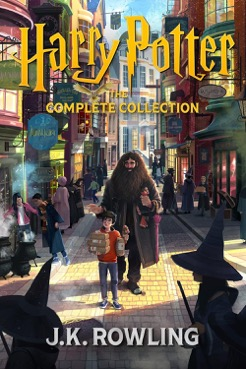 Harry Potter
THE
COMPLETE COLLECTION
J.K. ROWLING